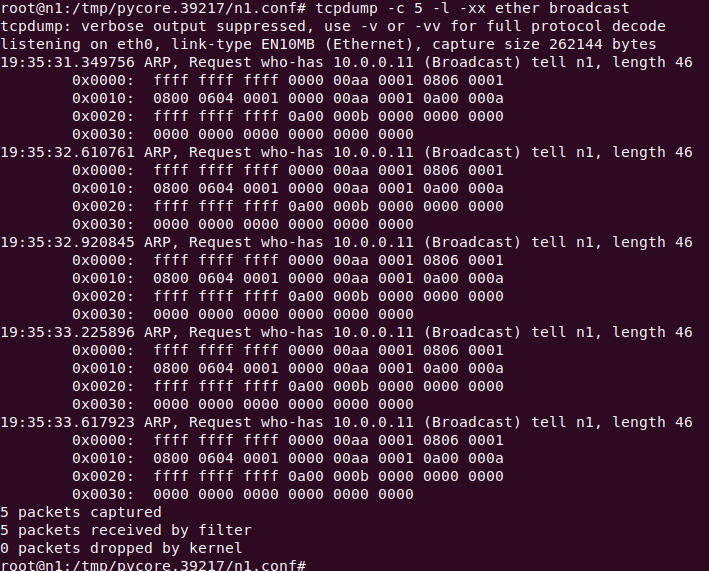 root@n1:/tmp/pycore.39217/n1.conf# tcpdump -c 5 -l -xx ether broadcast
tcpdump: verbose output suppressed, use -v or -vv for full protocol decode
listening on eth0, link-type EN10MB (Ethernet), capture size 262144 bytes
19:35:31.349756 ARP, Request who-has 10.0.0.11 (Broadcast) tell n1, length 46
0x0000:  ffff ffff ffff 0000 00aa 0001 0806 0001
0x0010:  0800 0604 0001 0000 00aa 0001 0a00 000a
0x0020:  ffff ffff ffff 0a00 000b 0000 0000 0000
0x0030:  0000 0000 0000 0000 0000 0000
19:35:32.610761 ARP, Request who-has 10.0.0.11 (Broadcast) tell n1, length 46
0x0000:  ffff ffff ffff 0000 00aa 0001 0806 0001
0x0010:  0800 0604 0001 0000 00aa 0001 0a00 000a
0x0020:  ffff ffff ffff 0a00 000b 0000 0000 0000
0x0030:  0000 0000 0000 0000 0000 0000
19:35:32.920845 ARP, Request who-has 10.0.0.11 (Broadcast) tell n1, length 46
0x0000:  ffff ffff ffff 0000 00aa 0001 0806 0001
0x0010:  0800 0604 0001 0000 00aa 0001 0a00 000a
0x0020:  ffff ffff ffff 0a00 000b 0000 0000 0000
0x0030:  0000 0000 0000 0000 0000 0000
19:35:33.225896 ARP, Request who-has 10.0.0.11 (Broadcast) tell n1, length 46
0x0000:  ffff ffff ffff 0000 00aa 0001 0806 0001
0x0010:  0800 0604 0001 0000 00aa 0001 0a00 000a
0x0020:  ffff ffff ffff 0a00 000b 0000 0000 0000
0x0030:  0000 0000 0000 0000 0000 0000
19:35:33.617923 ARP, Request who-has 10.0.0.11 (Broadcast) tell n1, length 46
0x0000:  ffff ffff ffff 0000 00aa 0001 0806 0001
0x0010:  0800 0604 0001 0000 00aa 0001 0a00 000a
0x0020:  ffff ffff ffff 0a00 000b 0000 0000 0000
0x0030:  0000 0000 0000 0000 0000 0000
5 packets captured
5 packets received by filter
0 packets dropped by kernel
root@n1:/tmp/pycore.39217/n1.conf#